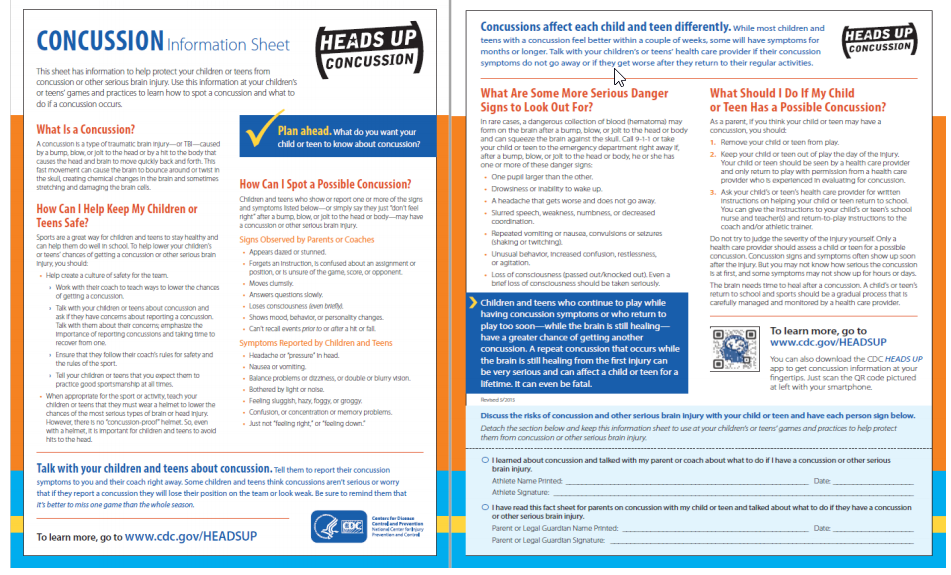 CONCUSSION Information Sheet
HEADS UP
CONCUSSION
This sheet has information to help protect your children or teens from
concussion or other serious brain injury. Use this information at your children's
or teens' games and practices to learn how to spot a concussion and what to
do if a concussion occurs.
What Is a Concussion?
A concussion is a type of traumatic brain injury—or TBI—caused
by a bump, blow, or jolt to the head or by a hit to the body that
causes the head and brain to move quickly back and forth. This
fast movement can cause the brain to bounce around or twist in
the skull, creating chemical changes in the brain and sometimes
stretching and damaging the brain cells.
How Can I Help Keep My Children or
Teens Safe?
Sports are a great way for children and teens to stay healthy and
can help them do well in school. To help lower your children's
or teens' chances of getting a concussion or other serious brain
injury, you should:
• Help create a culture of safety for the team.
› Work with their coach to teach ways to lower the chances
of getting a concussion.
› Talk with your children or teens about concussion and
ask if they have concerns about reporting a concussion.
Talk with them about their concerns; emphasize the
importance of reporting concussions and taking time to
recover from one.
› Ensure that they follow their coach's rules for safety and
the rules of the sport.
› Tell your children or teens that you expect them to
practice good sportsmanship at all times.
• When appropriate for the sport or activity, teach your
children or teens that they must wear a helmet to lower the
chances of the most serious types of brain or head injury.
However, there is no "concussion-proof" helmet. So, even
with a helmet, it is important for children and teens to avoid
hits to the head.
Plan ahead. What do you want your
child or teen to know about concussion?
How Can I Spot a Possible Concussion?
Children and teens who show or report one or more of the signs
and symptoms listed below—or simply say they just "don't feel
right" after a bump, blow, or jolt to the head or body—may have
a concussion or other serious brain injury.
Signs Observed by Parents or Coaches
• Appears dazed or stunned.
• Forgets an instruction, is confused about an assignment or
position, or is unsure of the game, score, or opponent.
• Moves clumsily.
• Answers questions slowly.
• Loses consciousness (even briefly).
• Shows mood, behavior, or personality changes.
• Can't recall events prior to or after a hit or fall.
Symptoms Reported by Children and Teens
• Headache or "pressure" in head.
• Nausea or vomiting.
• Balance problems or dizziness, or double or blurry vision.
• Bothered by light or noise.
• Feeling sluggish, hazy, foggy, or groggy.
• Confusion, or concentration or memory problems.
• Just not "feeling right," or "feeling down."
Talk with your children and teens about concussion. Tell them to report their concussion
symptoms to you and their coach right away. Some children and teens think concussions aren't serious or worry
that if they report a concussion they will lose their position on the team or look weak. Be sure to remind them that
it's better to miss one game than the whole season.
To learn more, go to www.cdc.gov/HEADSUP
CDC
Centers for Disease
Control and Prevention
National Center for Injury
Prevention and Control
Concussions affect each child and teen differently. While most children and
teens with a concussion feel better within a couple of weeks, some will have symptoms for
months or longer. Talk with your children's or teens' health care provider if their concussion
symptoms do not go away or if they get worse after they return to their regular activities.
HEADS UP
CONCUSSION
What Are Some More Serious Danger
Signs to Look Out For?
In rare cases, a dangerous collection of blood (hematoma) may
form on the brain after a bump, blow, or jolt to the head or body
and can squeeze the brain against the skull. Call 9-1-1 or take
your child or teen to the emergency department right away if,
after a bump, blow, or jolt to the head or body, he or she has
one or more of these danger signs:
• One pupil larger than the other.
• Drowsiness or inability to wake up.
• A headache that gets worse and does not go away.
• Slurred speech, weakness, numbness, or decreased
coordination.
• Repeated vomiting or nausea, convulsions or seizures
(shaking or twitching).
• Unusual behavior, increased confusion, restlessness,
or agitation.
• Loss of consciousness (passed out/knocked out). Even a
brief loss of consciousness should be taken seriously.
Children and teens who continue to play while
having concussion symptoms or who return to
play too soon—while the brain is still healing—
have a greater chance of getting another
concussion. A repeat concussion that occurs while
the brain is still healing from the first injury can
be very serious and can affect a child or teen for a
lifetime. It can even be fatal.
Revised 5/2015
What Should I Do If My Child
or Teen Has a Possible Concussion?
As a parent, if you think your child or teen may have a
concussion, you should:
1. Remove your child or teen from play.
2. Keep your child or teen out of play the day of the injury.
Your child or teen should be seen by a health care provider
and only return to play with permission from a health care
provider who is experienced in evaluating for concussion.
3. Ask your child's or teen's health care provider for written
instructions on helping your child or teen return to school.
You can give the instructions to your child's or teen's school
nurse and teacher(s) and return-to-play instructions to the
coach and/or athletic trainer.
Do not try to judge the severity of the injury yourself. Only a
health care provider should assess a child or teen for a possible
concussion. Concussion signs and symptoms often show up soon
after the injury. But you may not know how serious the concussion
is at first, and some symptoms may not show up for hours or days.
The brain needs time to heal after a concussion. A child's or teen's
return to school and sports should be a gradual process that is
carefully managed and monitored by a health care provider.
To learn more, go to
www.cdc.gov/HEADSUP
You can also download the CDC HEADS UP
app to get concussion information at your
fingertips. Just scan the QR code pictured
at left with your smartphone.
Discuss the risks of concussion and other serious brain injury with your child or teen and have each person sign below.
Detach the section below and keep this information sheet to use at your children's or teens' games and practices to help protect
them from concussion or other serious brain injury.
I learned about concussion and talked with my parent or coach about what to do if I have a concussion or other serious
brain injury.
Athlete Name Printed: Date:
Athlete Signature:
I have read this fact sheet for parents on concussion with my child or teen and talked about what to do if they have a concussion
or other serious brain injury.
Parent or Legal Guardian Name Printed: Date:
Parent or Legal Guardian Signature: